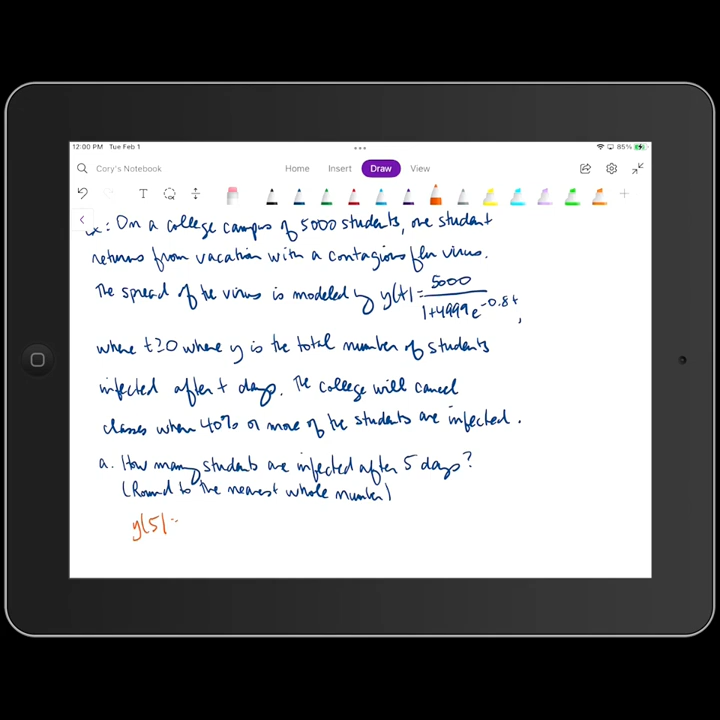 12:00 PM Tue Feb 1
85%
Cory's Notebook
Home Insert Draw View
T
Ex: On a college campus of 5000 students, one student
returns from vacation with a contagious flu virus.
The spread of the virus is modeled by y(t) = 5000 / 1+4999e^-0.8t,
where t≥0 where y is the total number of students
infected after t days. The college will cancel
classes when 40% or more of the students are infected.
a. How many students are infected after 5 days?
(Round to the nearest whole number)
y(5) =